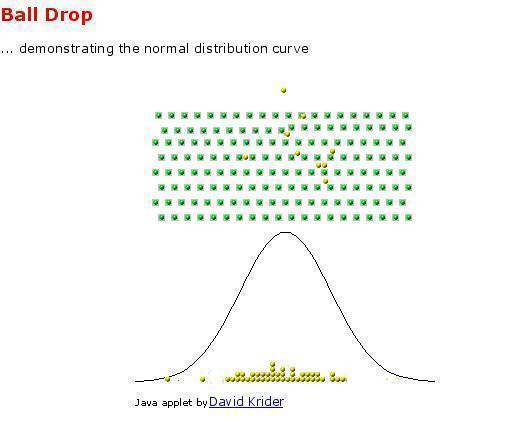 Ball Drop
... demonstrating the normal distribution curve
Java applet by David Krider